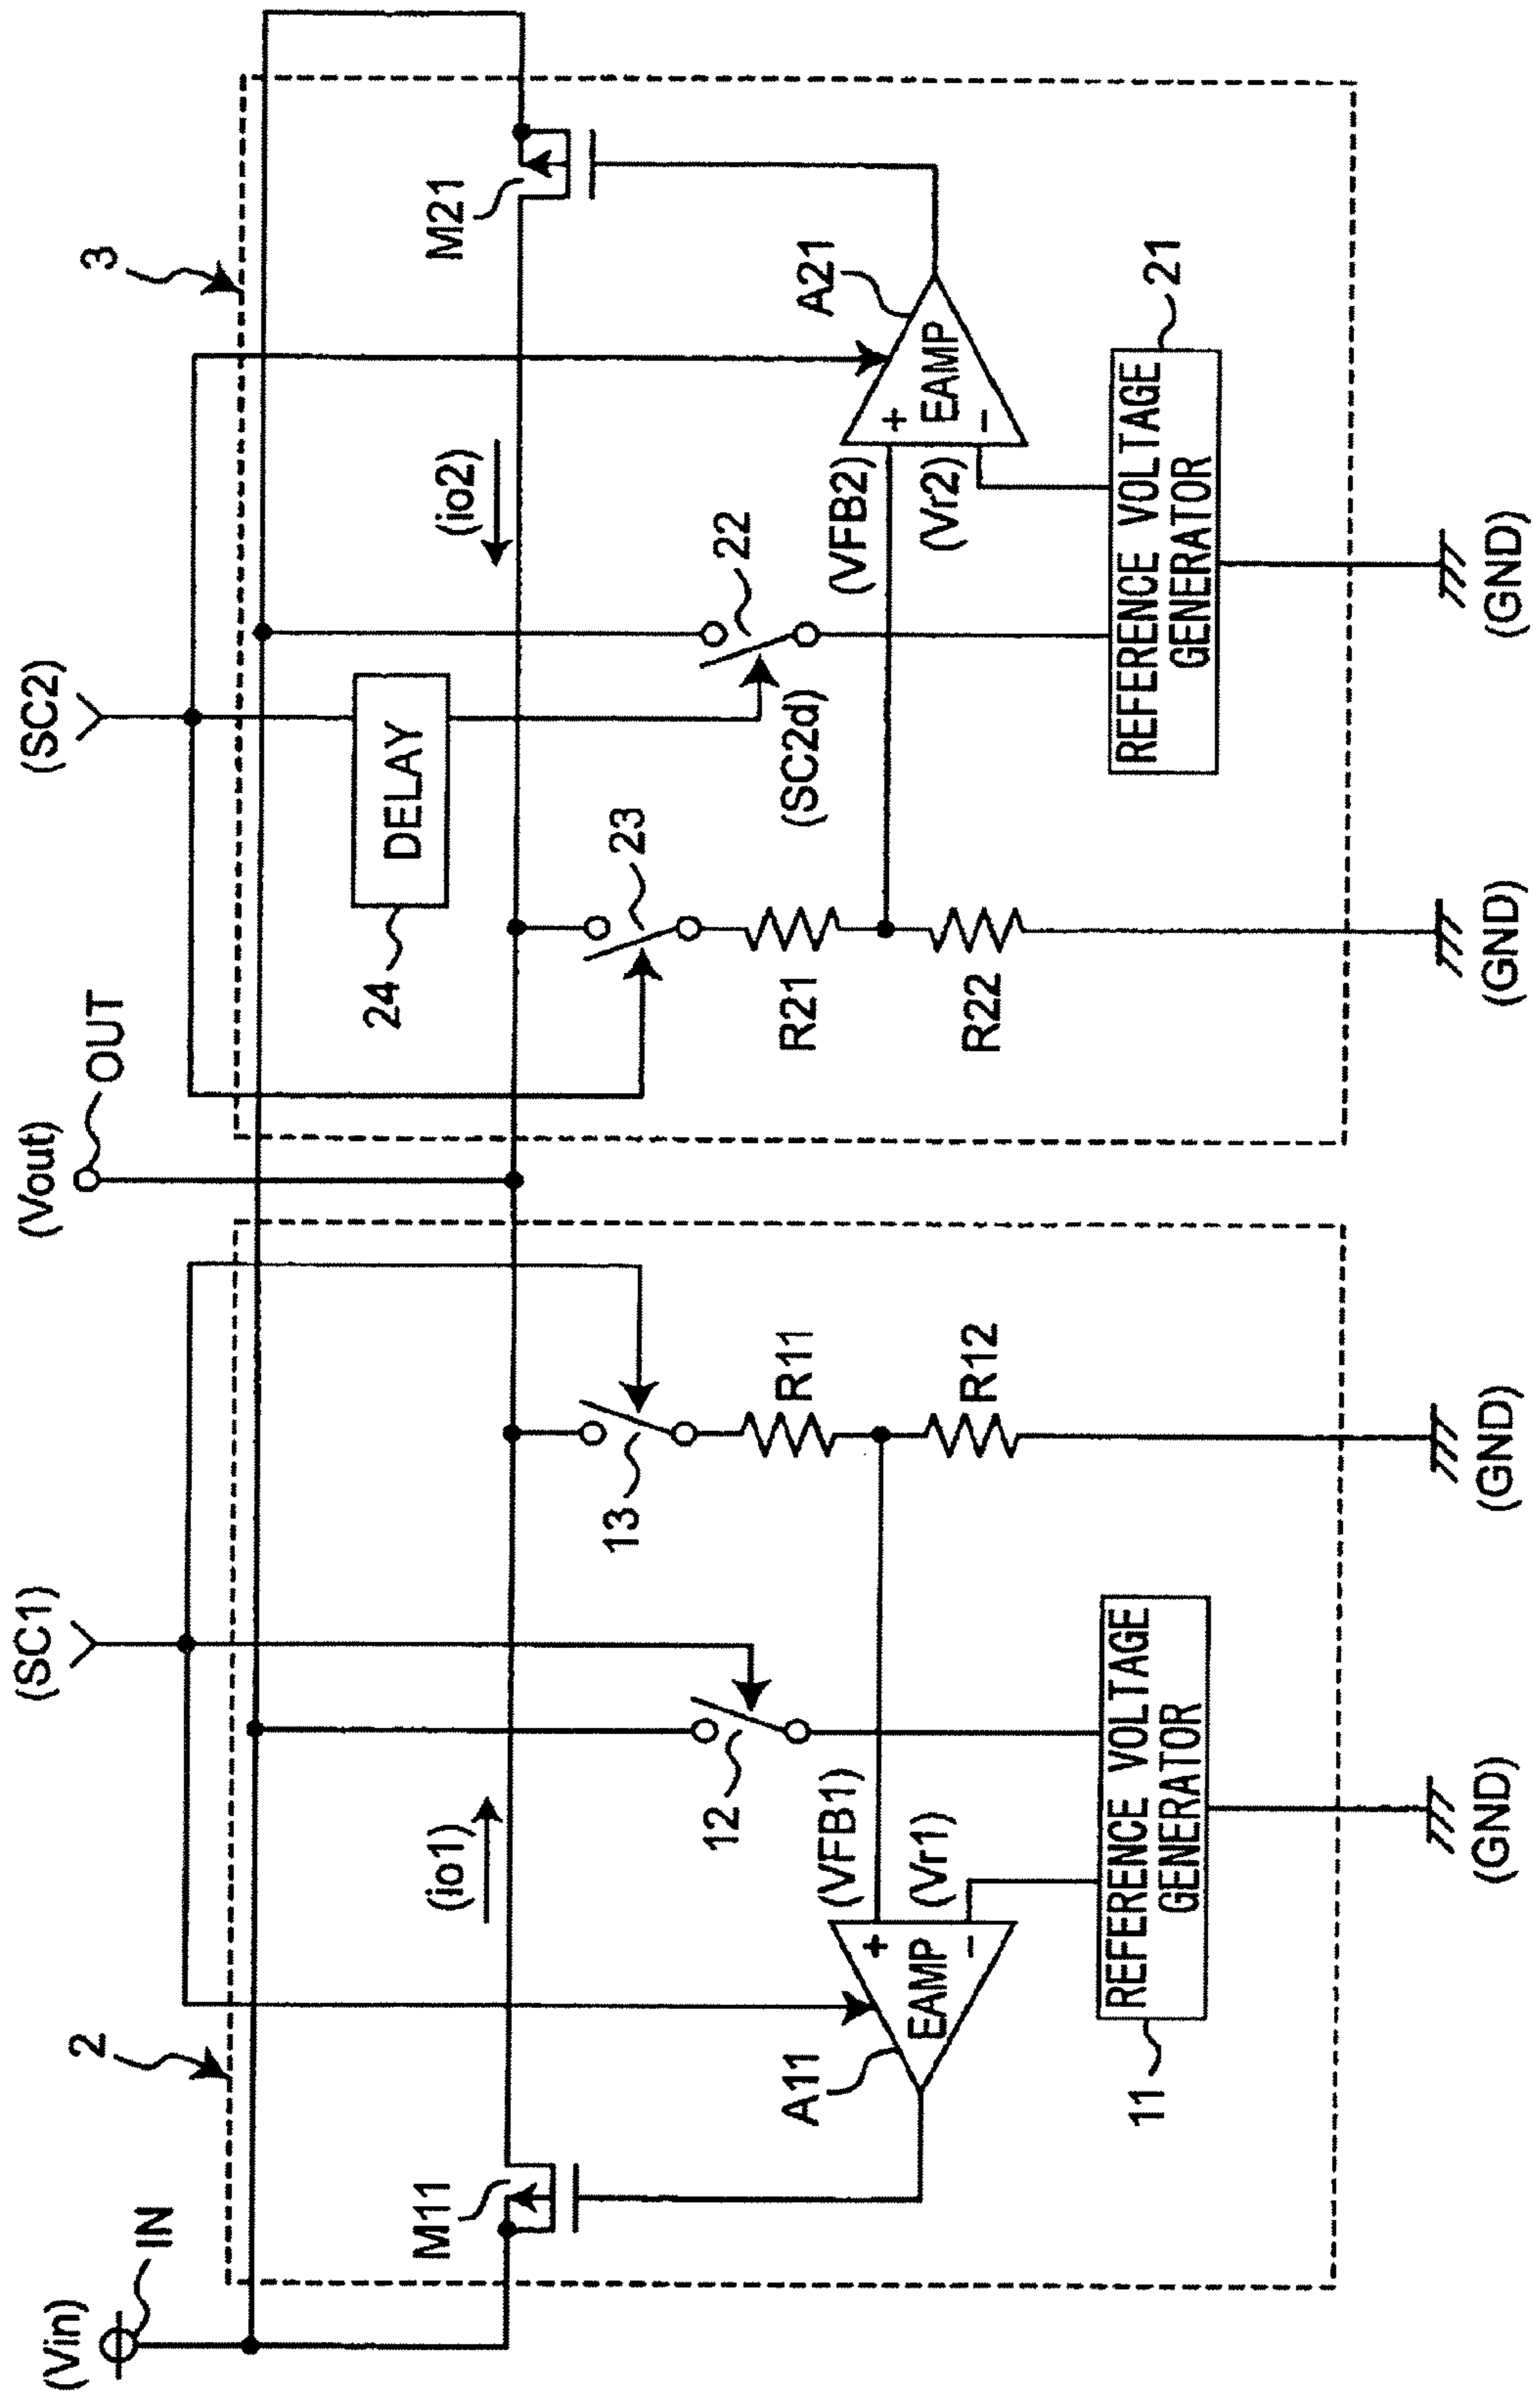 (Vin)
IN
2
(SC1)
(Vout)
OUT
(SC2)
3
M11
(io1)
24
DELAY
(io2)
M21
12
13
23
22
(SC2d)
A11
EAMP
+
−
(VFB1)
(Vr1)
R11
R12
R21
R22
(VFB2)
(Vr2)
+
−
EAMP
A21
11
REFERENCE VOLTAGE
GENERATOR
REFERENCE VOLTAGE
GENERATOR
21
(GND)
(GND)
(GND)
(GND)